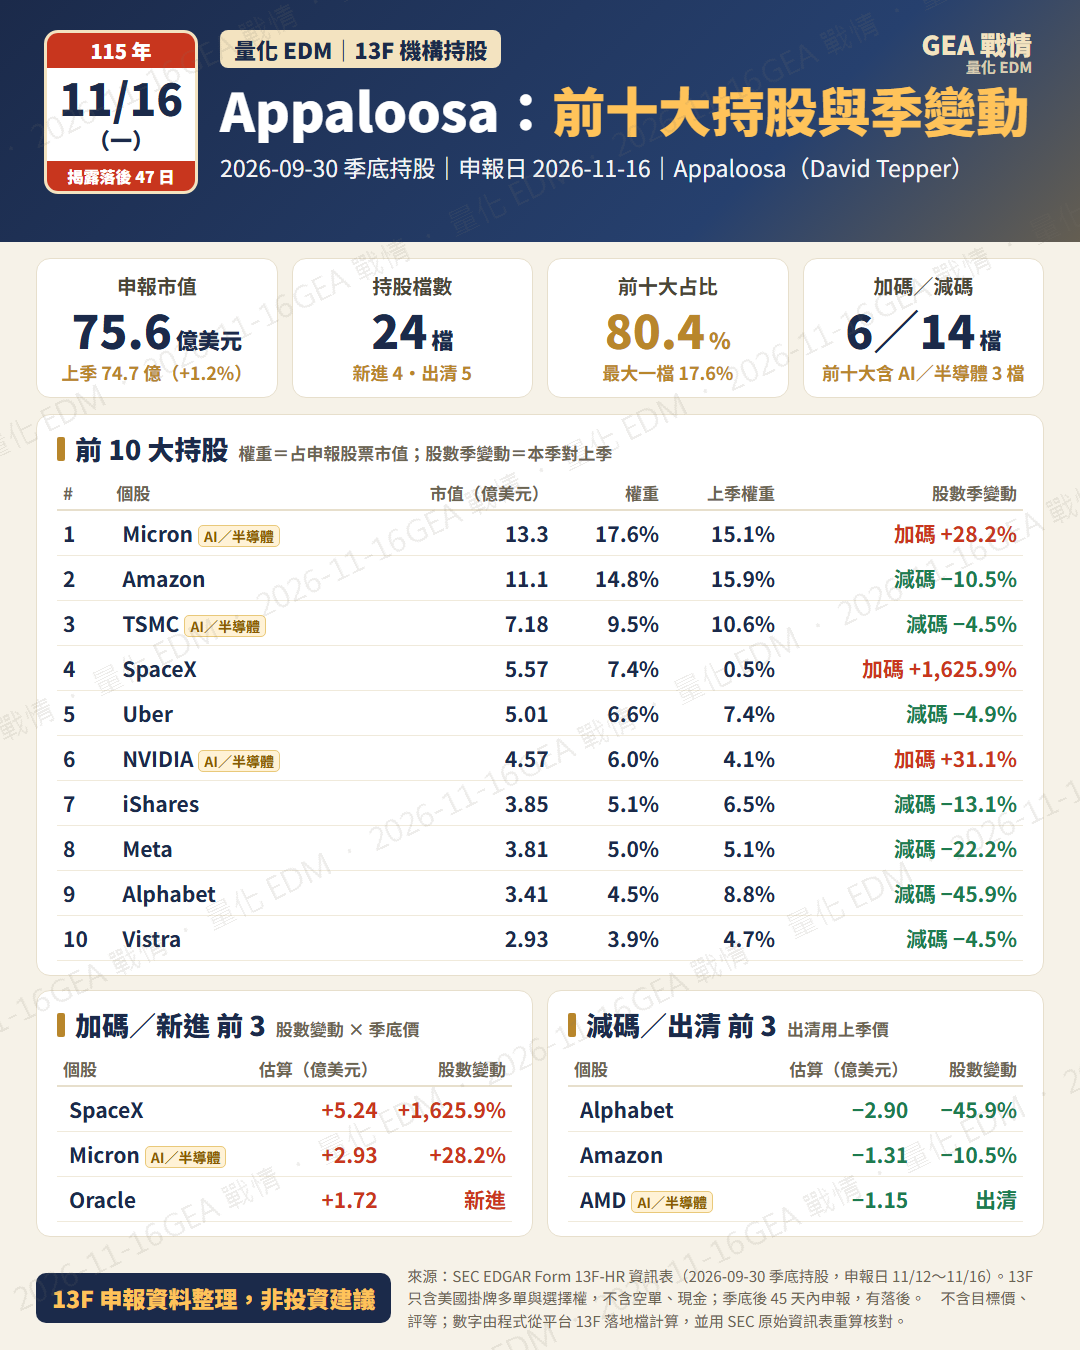 115 年
11/16
（一）
揭露落後 47 日
量化 EDM｜13F 機構持股
GEA 戰情
量化 EDM
Appaloosa：前十大持股與季變動
2026-09-30 季底持股｜申報日 2026-11-16｜Appaloosa（David Tepper）
申報市值
75.6 億美元
上季 74.7 億（+1.2%）
持股檔數
24 檔
新進 4・出清 5
前十大占比
80.4 %
最大一檔 17.6%
加碼／減碼
6／14 檔
前十大含 AI／半導體 3 檔
前 10 大持股 權重＝占申報股票市值；股數季變動＝本季對上季
# 個股 市值（億美元） 權重 上季權重 股數季變動
1 Micron AI／半導體 13.3 17.6% 15.1% 加碼 +28.2%
2 Amazon 11.1 14.8% 15.9% 減碼 −10.5%
3 TSMC AI／半導體 7.18 9.5% 10.6% 減碼 −4.5%
4 SpaceX 5.57 7.4% 0.5% 加碼 +1,625.9%
5 Uber 5.01 6.6% 7.4% 減碼 −4.9%
6 NVIDIA AI／半導體 4.57 6.0% 4.1% 加碼 +31.1%
7 iShares 3.85 5.1% 6.5% 減碼 −13.1%
8 Meta 3.81 5.0% 5.1% 減碼 −22.2%
9 Alphabet 3.41 4.5% 8.8% 減碼 −45.9%
10 Vistra 2.93 3.9% 4.7% 減碼 −4.5%
加碼／新進 前 3 股數變動 × 季底價
個股 估算（億美元） 股數變動
SpaceX +5.24 +1,625.9%
Micron AI／半導體 +2.93 +28.2%
Oracle +1.72 新進
減碼／出清 前 3 出清用上季價
個股 估算（億美元） 股數變動
Alphabet −2.90 −45.9%
Amazon −1.31 −10.5%
AMD AI／半導體 −1.15 出清
13F 申報資料整理，非投資建議
來源：SEC EDGAR Form 13F-HR 資訊表（2026-09-30 季底持股，申報日 11/12～11/16）。13F
只含美國掛牌多單與選擇權，不含空單、現金；季底後 45 天內申報，有落後。 不含目標價、
評等；數字由程式從平台 13F 落地檔計算，並用 SEC 原始資訊表重算核對。
GEA 戰情 · 量化 EDM · 2026-11-16